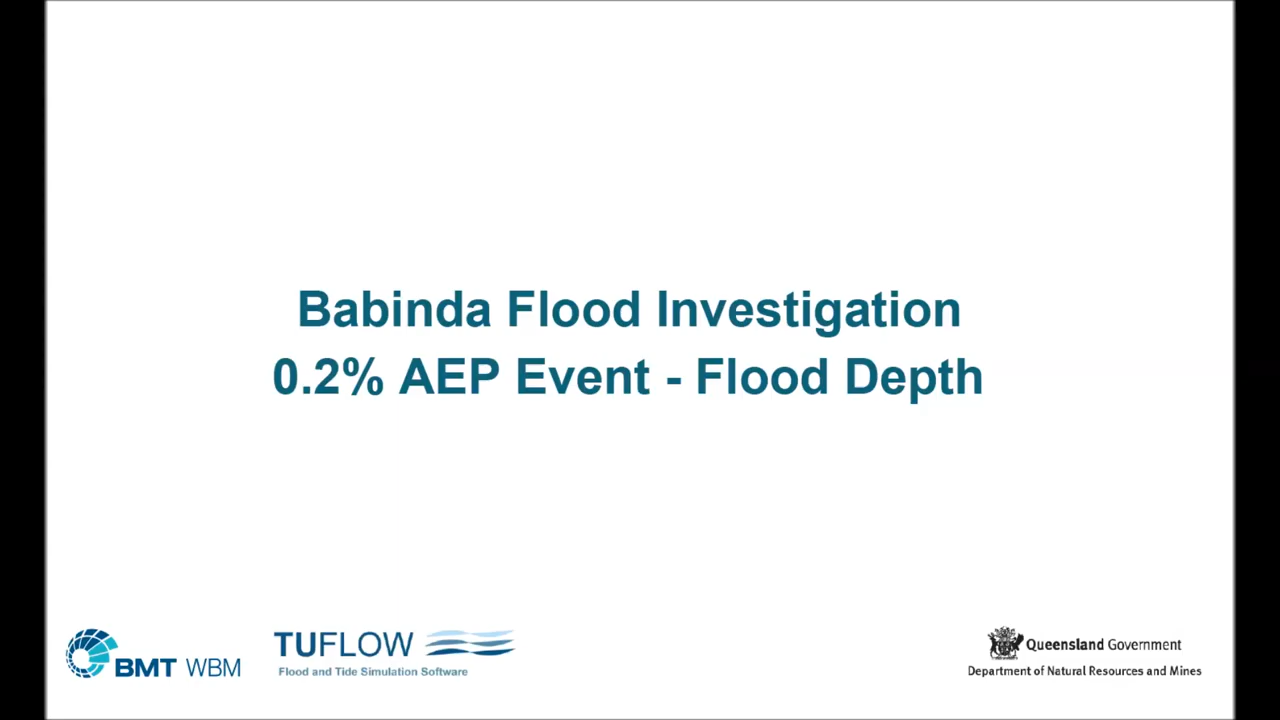 Babinda Flood Investigation
0.2% AEP Event - Flood Depth
BMT WBM
TUFLOW
Flood and Tide Simulation Software
Queensland Government
Department of Natural Resources and Mines